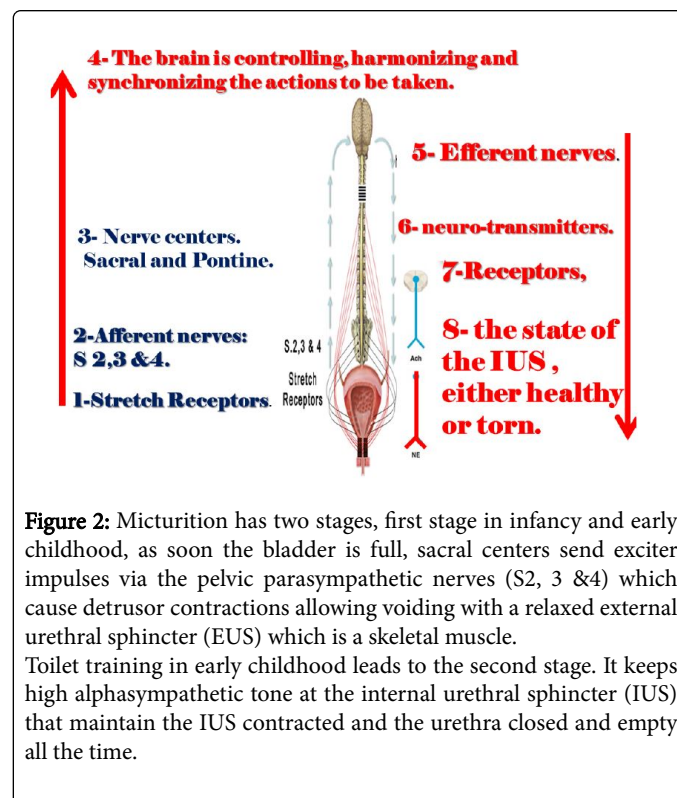 4- The brain is controlling, harmonizing and
synchronizing the actions to be taken.
5- Efferent nerves.
3- Nerve centers.
Sacral and Pontine.
6- neuro-transmitters.
7-Receptors,
2-Afferent nerves:
S 2,3 &4.
1-Stretch Receptors.
S.2,3 & 4
Stretch
Receptors
Ach
NE
8- the state of
the IUS ,
either healthy
or torn.
Figure 2: Micturition has two stages, first stage in infancy and early
childhood, as soon the bladder is full, sacral centers send exciter
impulses via the pelvic parasympathetic nerves (S2, 3 &4) which
cause detrusor contractions allowing voiding with a relaxed external
urethral sphincter (EUS) which is a skeletal muscle.
Toilet training in early childhood leads to the second stage. It keeps
high alphasympathetic tone at the internal urethral sphincter (IUS)
that maintain the IUS contracted and the urethra closed and empty
all the time.